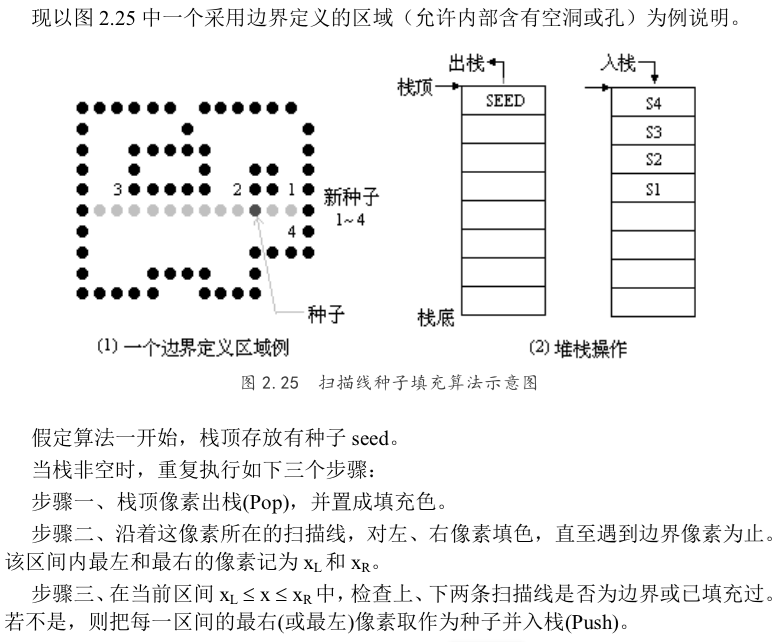 现以图 2.25 中一个采用边界定义的区域（允许内部含有空洞或孔）为例说明。
出栈
入栈
栈顶
SEED
S4
S3
S2
S1
3
2
1
新种子
1~4
4
种子
栈底
(1) 一个边界定义区域例
(2) 堆栈操作
图 2.25 扫描线种子填充算法示意图
假定算法一开始，栈顶存放有种子 seed。
当栈非空时，重复执行如下三个步骤：
步骤一、栈顶像素出栈(Pop)，并置成填充色。
步骤二、沿着这像素所在的扫描线，对左、右像素填色，直至遇到边界像素为止。
该区间内最左和最右的像素记为 xL 和 xR。
步骤三、在当前区间 xL ≤ x ≤ xR 中，检查上、下两条扫描线是否为边界或已填充过。
若不是，则把每一区间的最右(或最左)像素取作为种子并入栈(Push)。